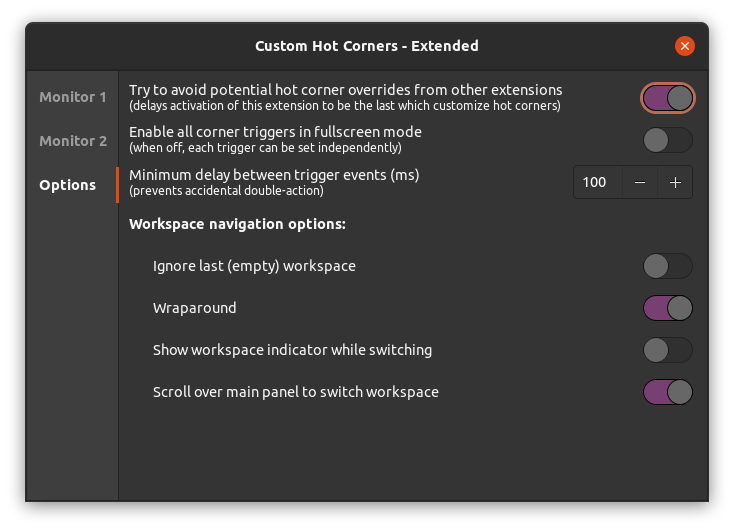 Custom Hot Corners - Extended
Monitor 1
Monitor 2
Options
Try to avoid potential hot corner overrides from other extensions
(delays activation of this extension to be the last which customize hot corners)
Enable all corner triggers in fullscreen mode
(when off, each trigger can be set independently)
Minimum delay between trigger events (ms)
(prevents accidental double-action)
100 − +
Workspace navigation options:
Ignore last (empty) workspace
Wraparound
Show workspace indicator while switching
Scroll over main panel to switch workspace